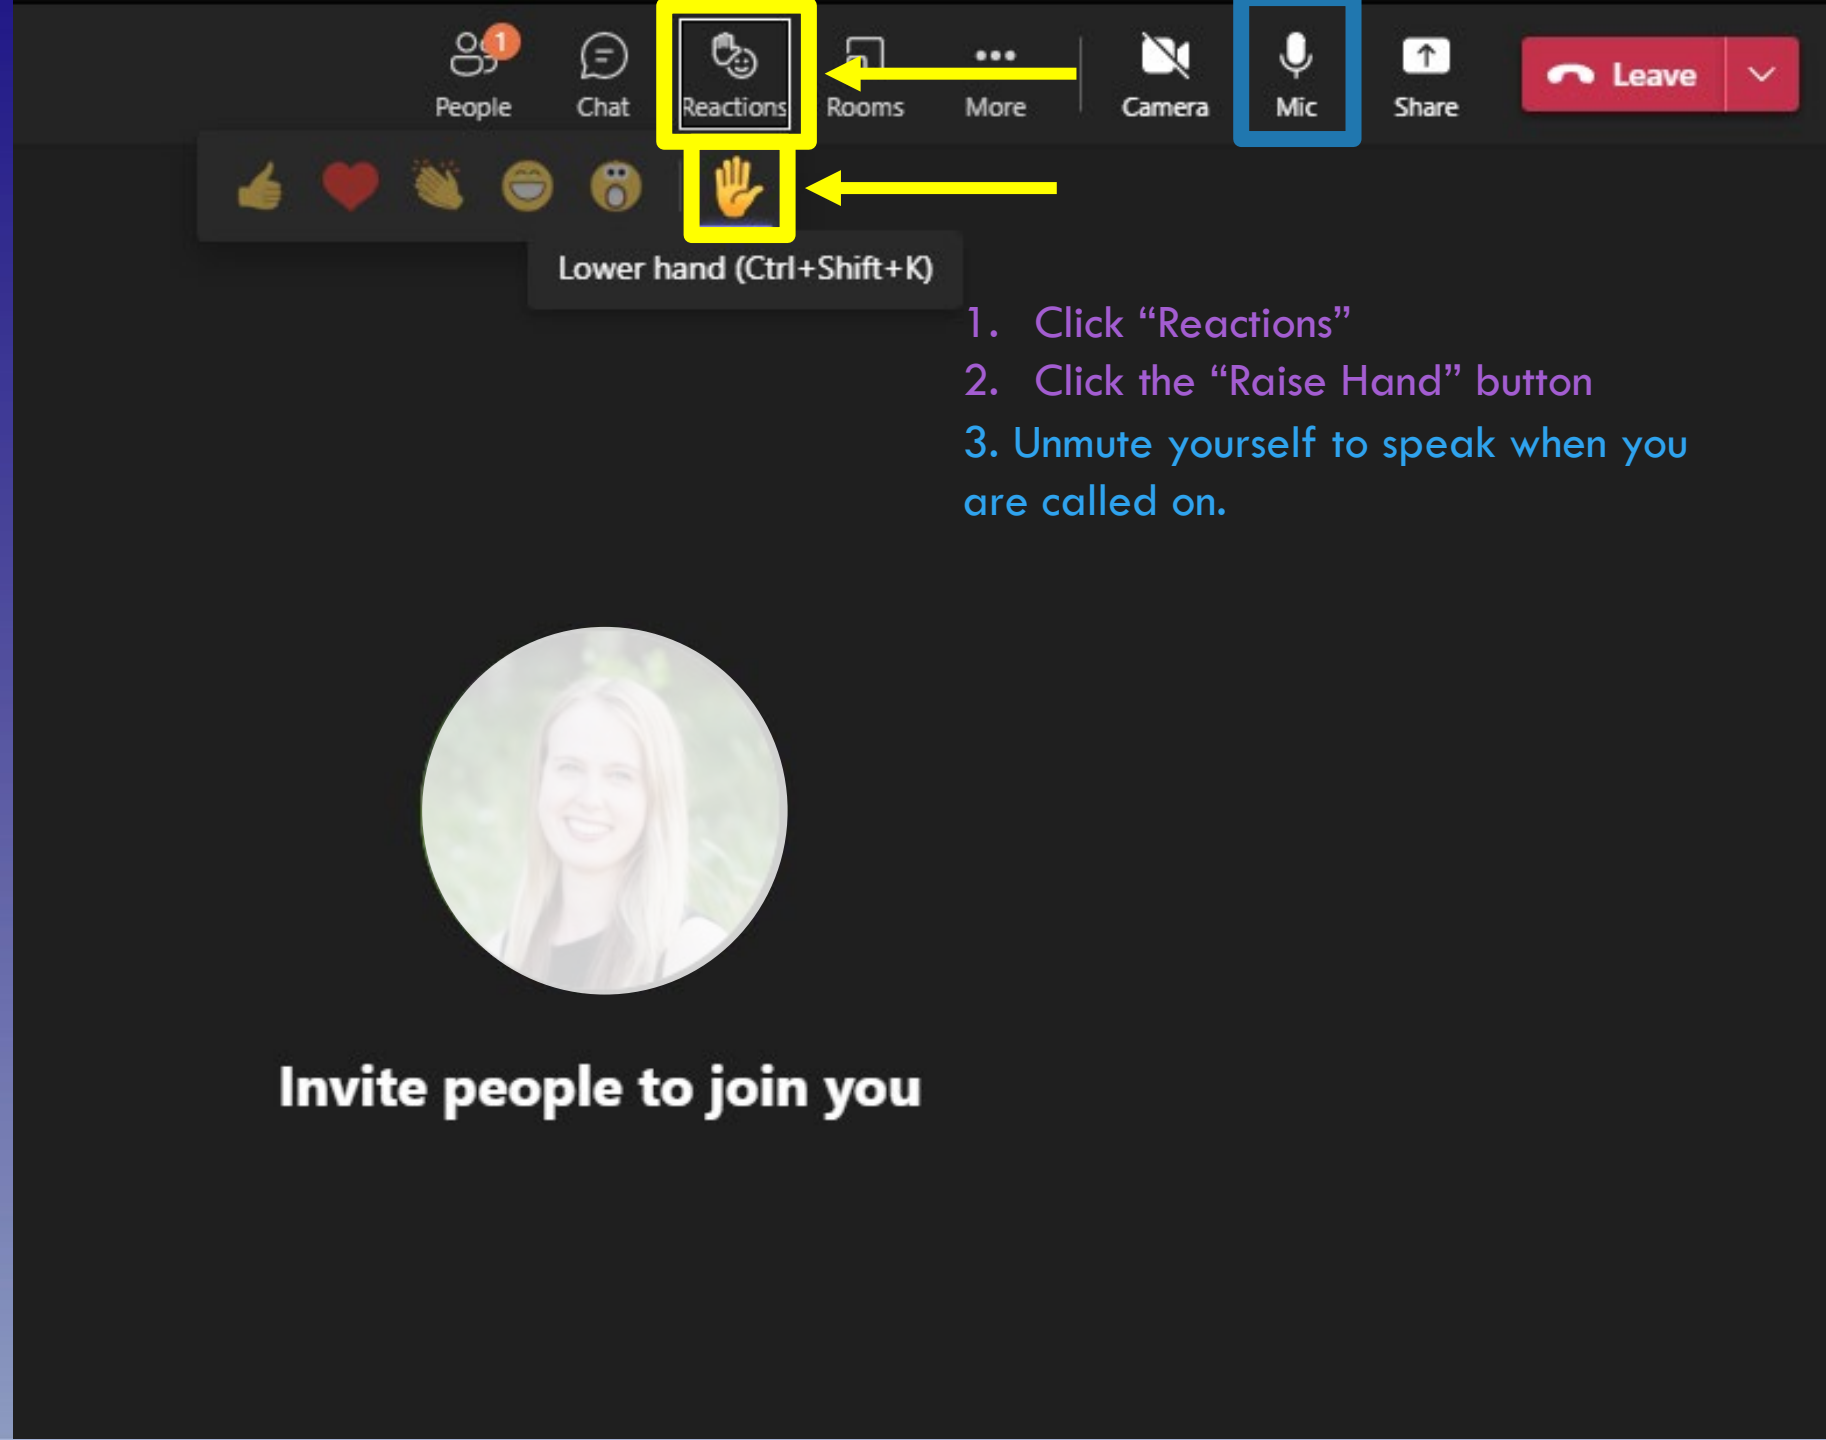 1
People
Chat
Reactions
Rooms
More
Camera
Mic
Share
Leave
Lower hand (Ctrl+Shift+K)
1. Click “Reactions”
2. Click the “Raise Hand” button
3. Unmute yourself to speak when you
are called on.
Invite people to join you